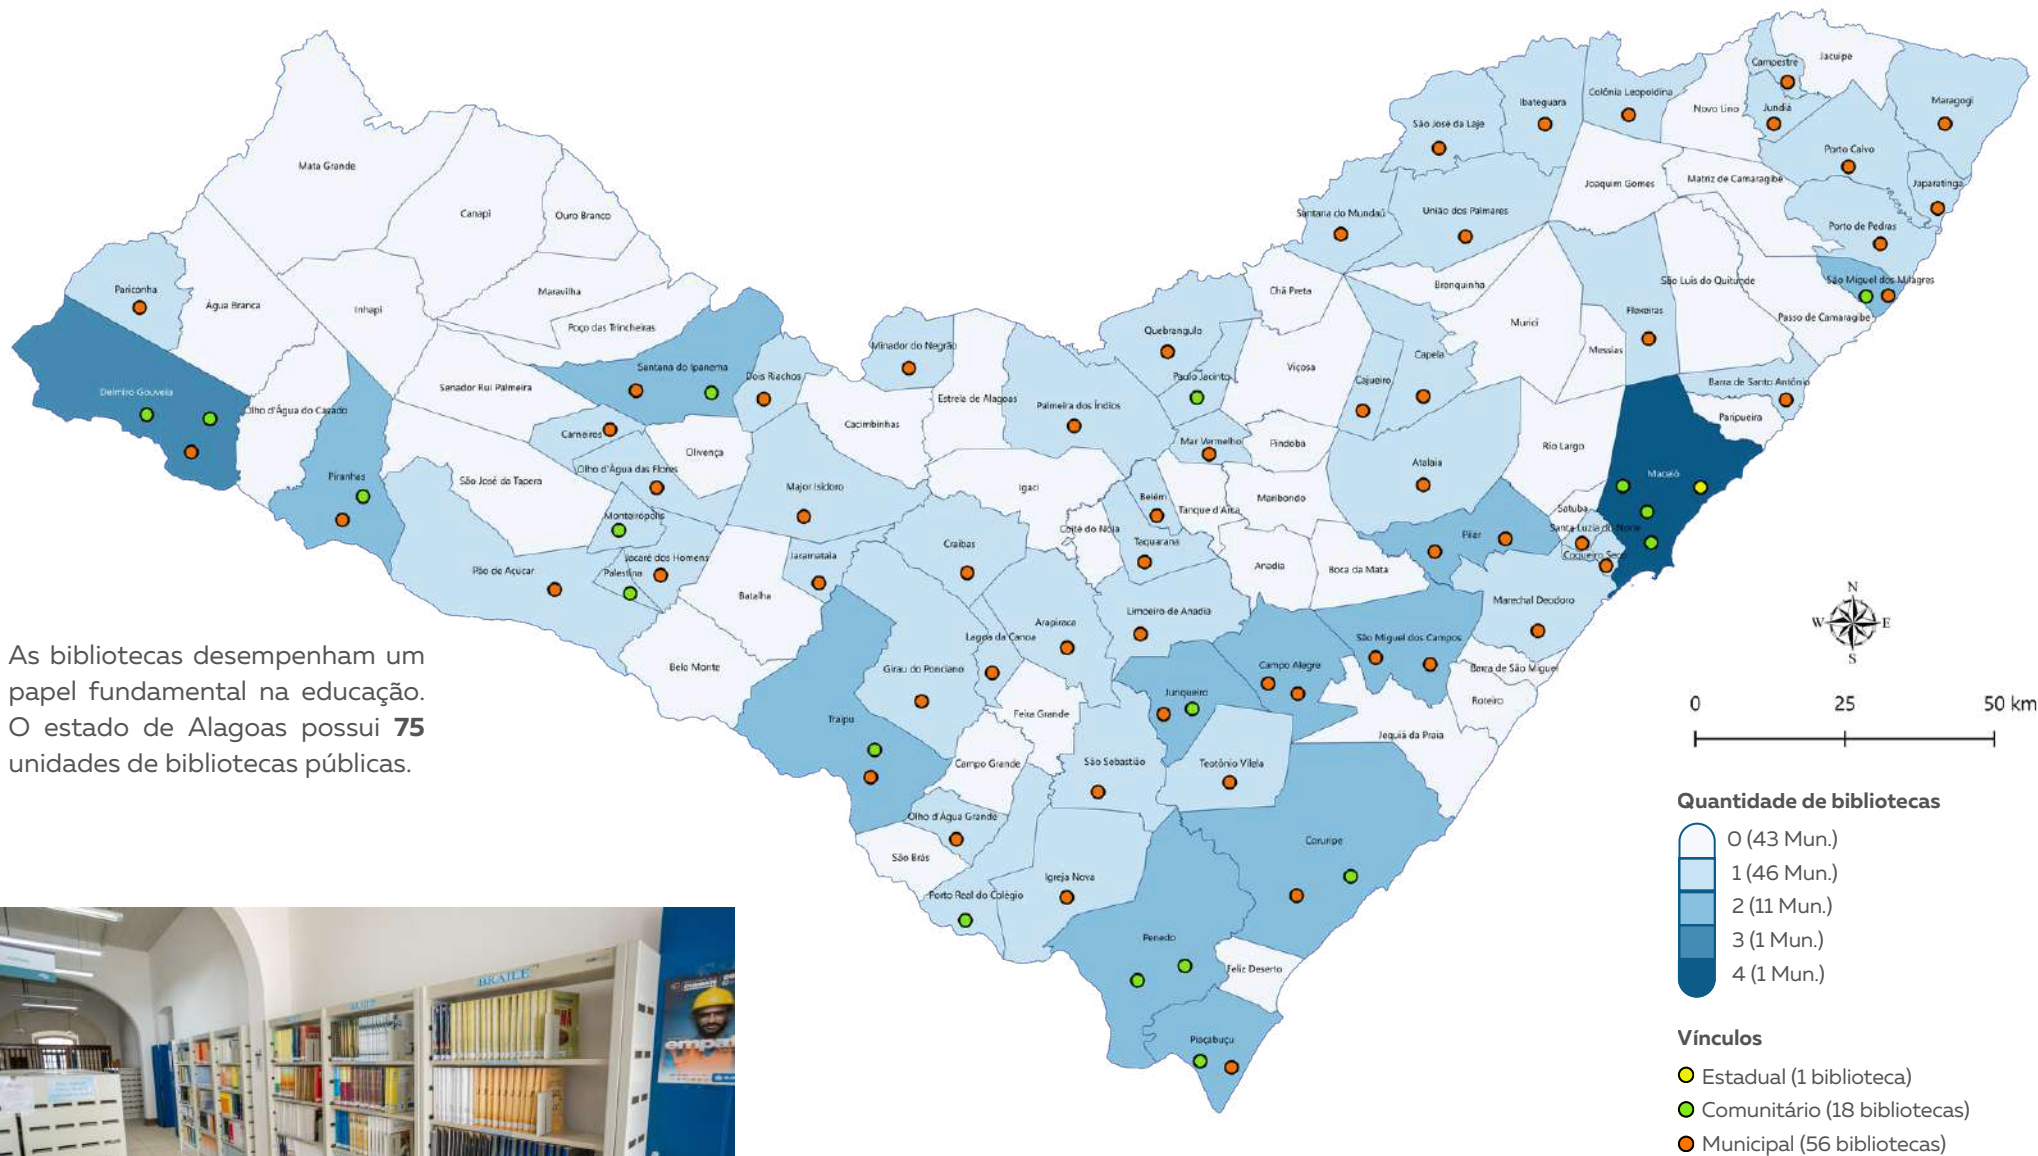 Mata Grande
Canapi
Ouro Branco
Pariconha
Água Branca
Inhapi
Maravilha
Poço das Trincheiras
Delmiro Gouveia
Olho d'Água do Casado
Piranhas
Senador Rui Palmeira
Santana do Ipanema
Dois Riachos
Carneiros
Olivença
Olho d'Água das Flores
São José da Tapera
Monteirópolis
Jacaré dos Homens
Palestina
Pão de Açúcar
Major Isidoro
Cacimbinhas
Minador do Negrão
Estrela de Alagoas
Palmeira dos Índios
Igaci
Jaramataia
Batalha
Belo Monte
Craíbas
Coité do Nóia
Arapiraca
Lagoa da Canoa
Girau do Ponciano
Traipu
Feira Grande
Campo Grande
Olho d'Água Grande
São Brás
Porto Real do Colégio
Igreja Nova
São Sebastião
Quebrangulo
Paulo Jacinto
Mar Vermelho
Belém
Tanque d'Arca
Taquarana
Limoeiro de Anadia
Junqueiro
Teotônio Vilela
Campo Alegre
São Miguel dos Campos
Coruripe
Penedo
Feliz Deserto
Piaçabuçu
Chã Preta
Viçosa
Pindoba
Maribondo
Anadia
Boca da Mata
Cajueiro
Capela
Atalaia
Pilar
Marechal Deodoro
Barra de São Miguel
Roteiro
Jequiá da Praia
Santana do Mundaú
São José da Laje
União dos Palmares
Ibateguara
Colônia Leopoldina
Branquinha
Murici
Messias
Flexeiras
Joaquim Gomes
Novo Lino
Campestre
Jacuípe
Jundiá
Maragogi
Porto Calvo
Matriz de Camaragibe
Japaratinga
Porto de Pedras
São Miguel dos Milagres
São Luís do Quitunde
Passo de Camaragibe
Barra de Santo Antônio
Paripueira
Rio Largo
Maceió
Satuba
Santa Luzia do Norte
Coqueiro Seco
As bibliotecas desempenham um
papel fundamental na educação.
O estado de Alagoas possui 75
unidades de bibliotecas públicas.
N
W E
S
0 25 50 km
Quantidade de bibliotecas
0 (43 Mun.)
1 (46 Mun.)
2 (11 Mun.)
3 (1 Mun.)
4 (1 Mun.)
Vínculos
Estadual (1 biblioteca)
Comunitário (18 bibliotecas)
Municipal (56 bibliotecas)
BRAILE